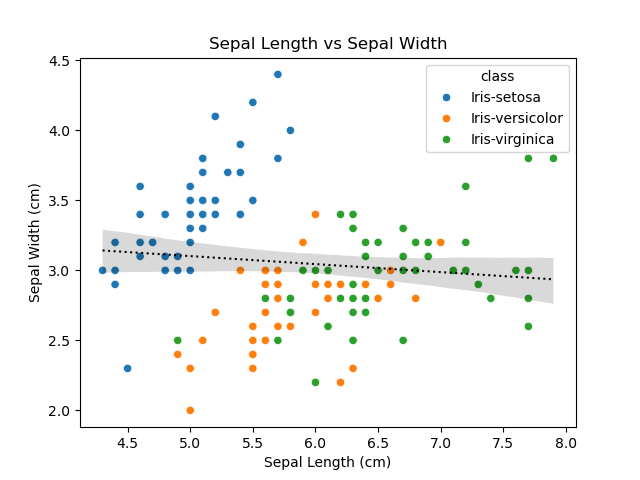 Sepal Length vs Sepal Width
class
Iris-setosa
Iris-versicolor
Iris-virginica
4.5
4.0
3.5
3.0
2.5
2.0
Sepal Width (cm)
4.5 5.0 5.5 6.0 6.5 7.0 7.5 8.0
Sepal Length (cm)